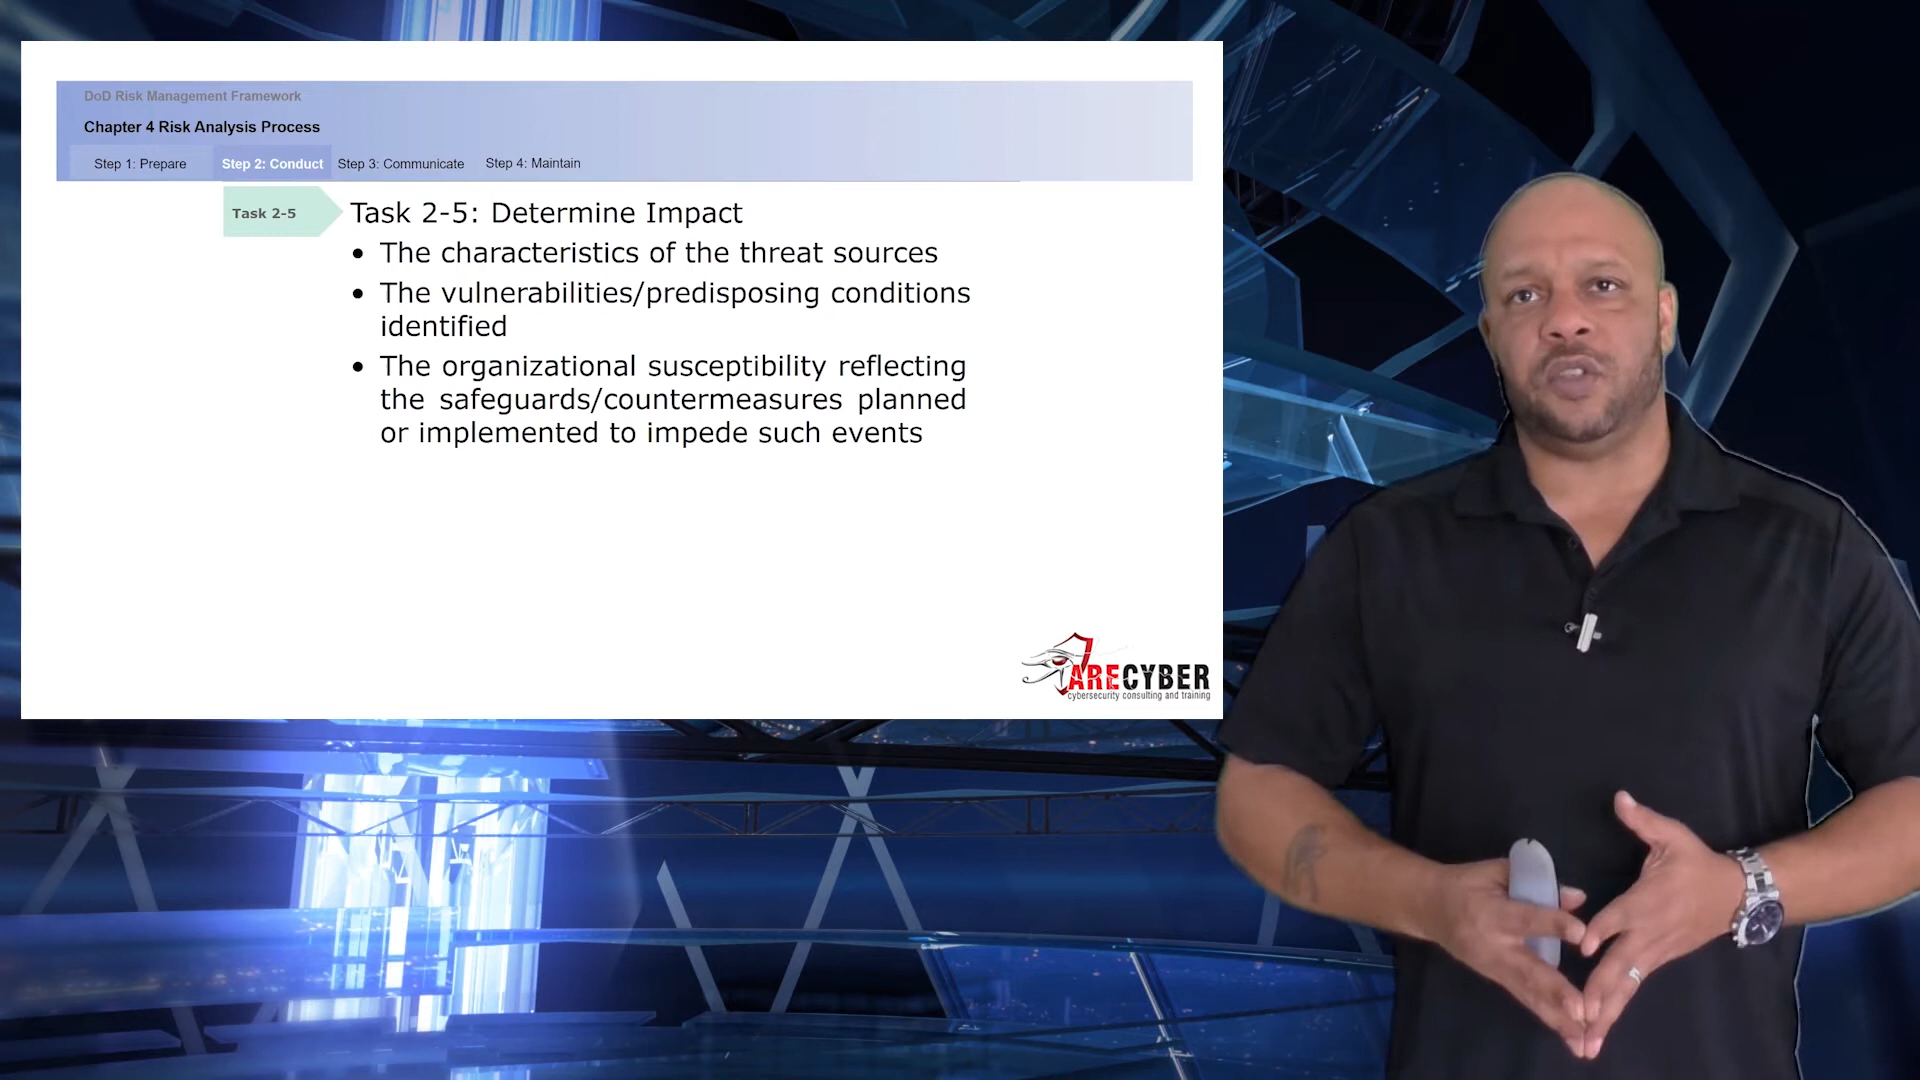 DoD Risk Management Framework
Chapter 4 Risk Analysis Process
Step 1: Prepare Step 2: Conduct Step 3: Communicate Step 4: Maintain
Task 2-5
Task 2-5: Determine Impact
• The characteristics of the threat sources
• The vulnerabilities/predisposing conditions
identified
• The organizational susceptibility reflecting
the safeguards/countermeasures planned
or implemented to impede such events
ARECYBER
cybersecurity consulting and training